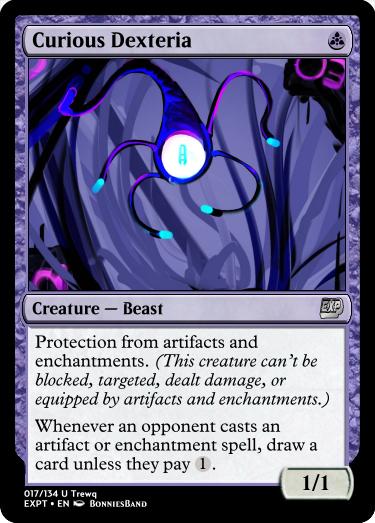 Curious Dexteria
Creature — Beast
EXP
Protection from artifacts and
enchantments. (This creature can't be
blocked, targeted, dealt damage, or
equipped by artifacts and enchantments.)
Whenever an opponent casts an
artifact or enchantment spell, draw a
card unless they pay 1.
1/1
017/134 U Trewq
EXPT • EN BONNIESBAND